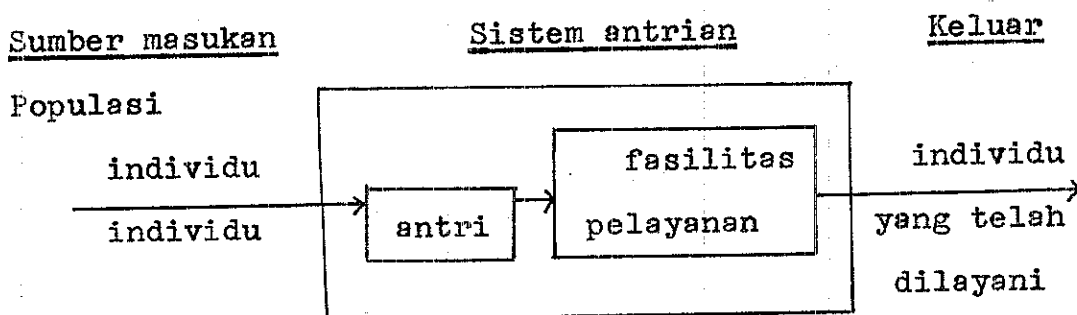 Sumber masukan
Sistem antrian
Keluar
Populasi
individu
individu
antri
fasilitas
pelayanan
individu
yang telah
dilayani